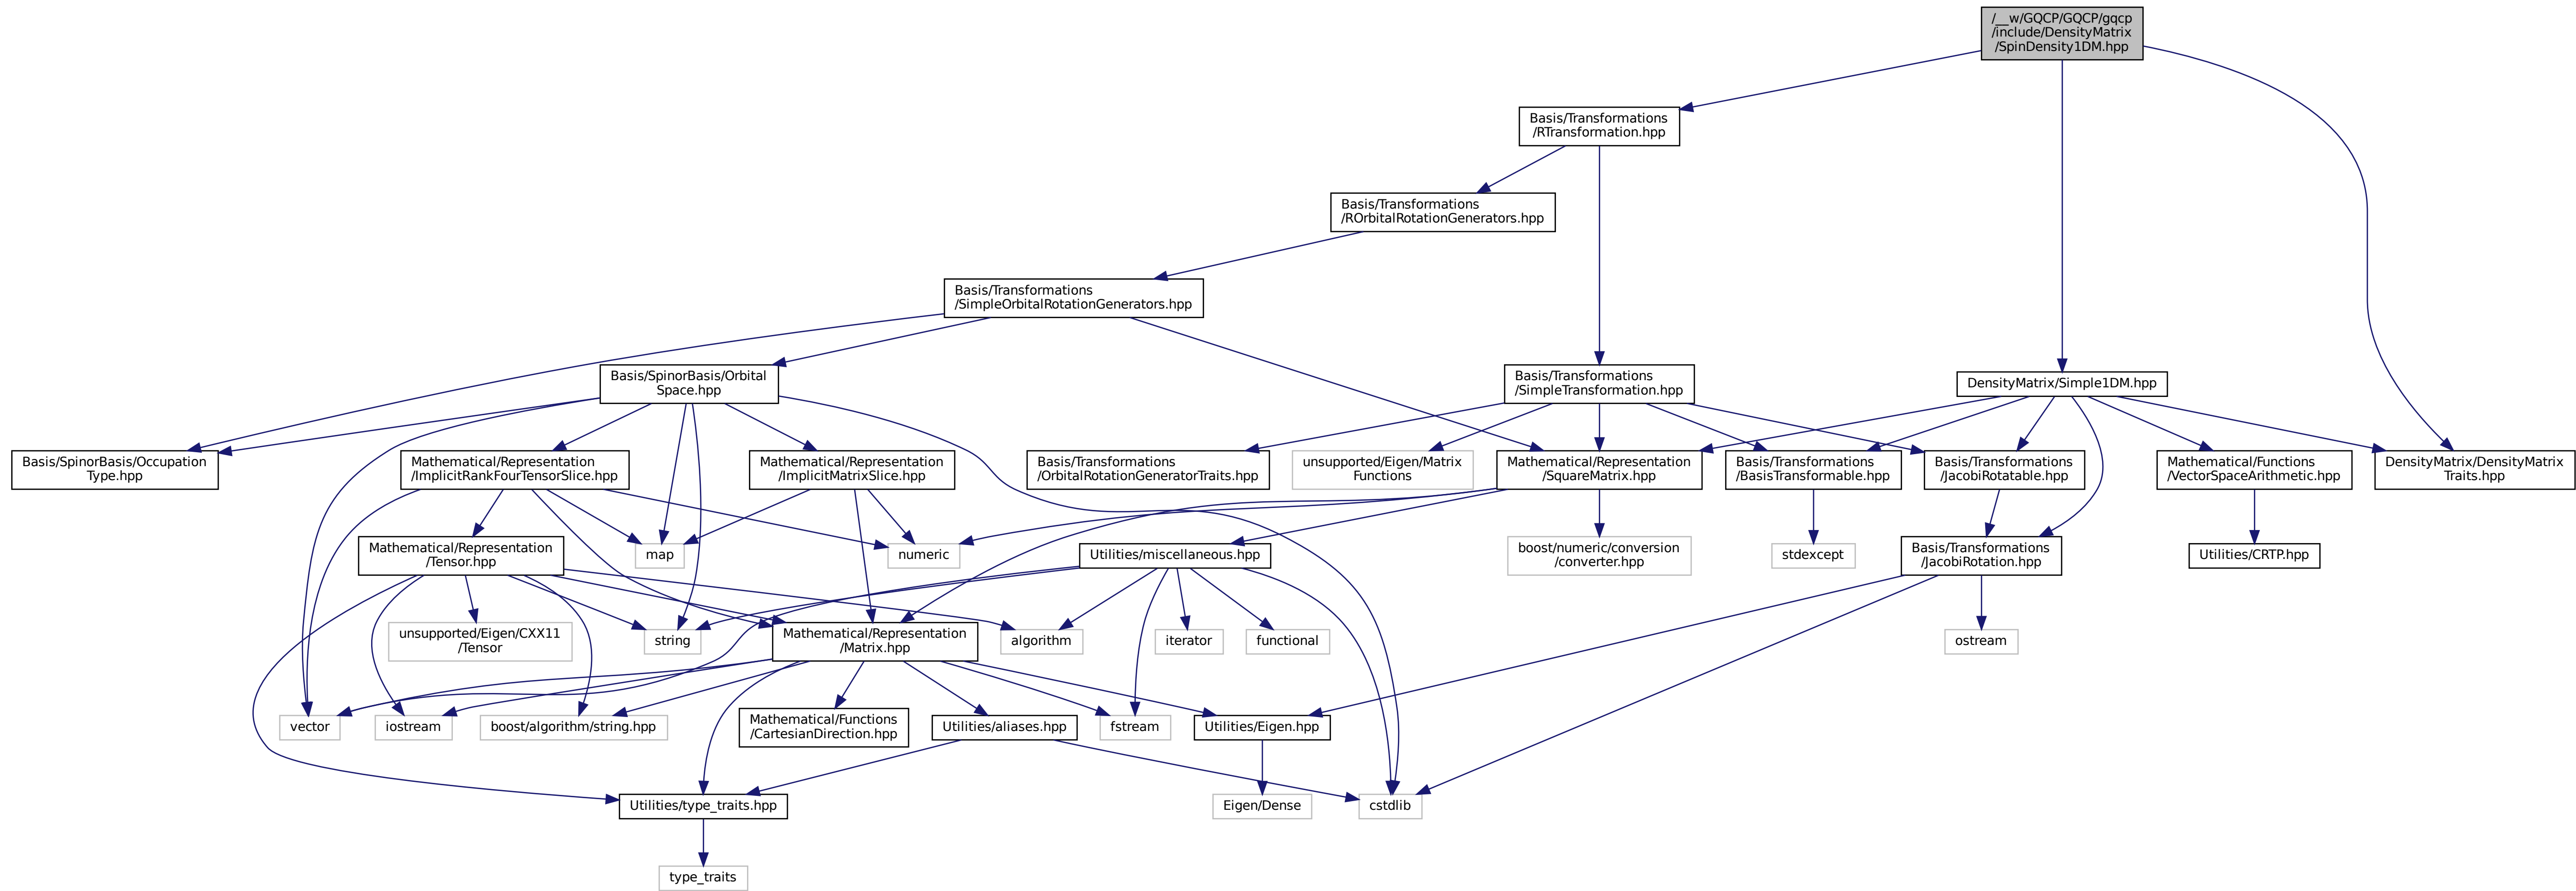 /__w/GQCP/GQCP/gqcp
/include/DensityMatrix
/SpinDensity1DM.hpp
Basis/Transformations
/RTransformation.hpp
Basis/Transformations
/ROrbitalRotationGenerators.hpp
Basis/Transformations
/SimpleOrbitalRotationGenerators.hpp
Basis/SpinorBasis/Orbital
Space.hpp
Basis/Transformations
/SimpleTransformation.hpp
DensityMatrix/Simple1DM.hpp
Basis/SpinorBasis/Occupation
Type.hpp
Mathematical/Representation
/ImplicitRankFourTensorSlice.hpp
Mathematical/Representation
/ImplicitMatrixSlice.hpp
Basis/Transformations
/OrbitalRotationGeneratorTraits.hpp
unsupported/Eigen/Matrix
Functions
Mathematical/Representation
/SquareMatrix.hpp
Basis/Transformations
/BasisTransformable.hpp
Basis/Transformations
/JacobiRotatable.hpp
Mathematical/Functions
/VectorSpaceArithmetic.hpp
DensityMatrix/DensityMatrix
Traits.hpp
Mathematical/Representation
/Tensor.hpp
map
numeric
Utilities/miscellaneous.hpp
boost/numeric/conversion
/converter.hpp
stdexcept
Basis/Transformations
/JacobiRotation.hpp
Utilities/CRTP.hpp
unsupported/Eigen/CXX11
/Tensor
string
Mathematical/Representation
/Matrix.hpp
algorithm
iterator
functional
ostream
vector
iostream
boost/algorithm/string.hpp
Mathematical/Functions
/CartesianDirection.hpp
Utilities/aliases.hpp
fstream
Utilities/Eigen.hpp
Utilities/type_traits.hpp
Eigen/Dense
cstdlib
type_traits